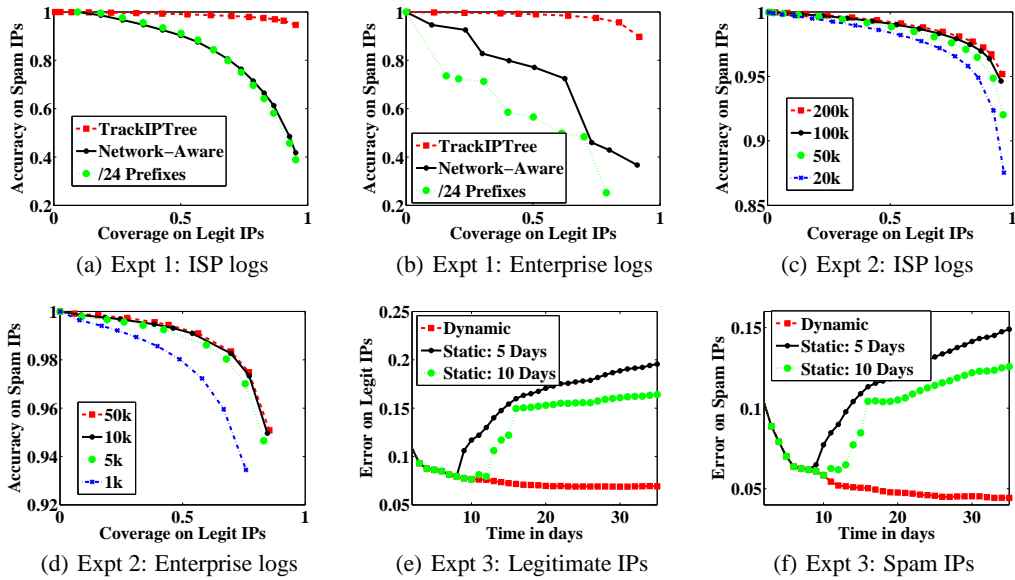 1
0.8
0.6
0.4
0.2
Accuracy on Spam IPs
TrackIPTree
Network−Aware
/24 Prefixes
0 0.5 1
Coverage on Legit IPs
(a) Expt 1: ISP logs
1
0.8
0.6
0.4
0.2
Accuracy on Spam IPs
TrackIPTree
Network−Aware
/24 Prefixes
0 0.5 1
Coverage on Legit IPs
(b) Expt 1: Enterprise logs
1
0.95
0.9
0.85
Accuracy on Spam IPs
200k
100k
50k
20k
0 0.5 1
Coverage on Legit IPs
(c) Expt 2: ISP logs
1
0.98
0.96
0.94
0.92
Accuracy on Spam IPs
50k
10k
5k
1k
0 0.5 1
Coverage on Legit IPs
(d) Expt 2: Enterprise logs
0.25
0.2
0.15
0.1
0.05
Error on Legit IPs
Dynamic
Static: 5 Days
Static: 10 Days
10 20 30
Time in days
(e) Expt 3: Legitimate IPs
0.15
0.1
0.05
Error on Spam IPs
Dynamic
Static: 5 Days
Static: 10 Days
10 20 30
Time in days
(f) Expt 3: Spam IPs